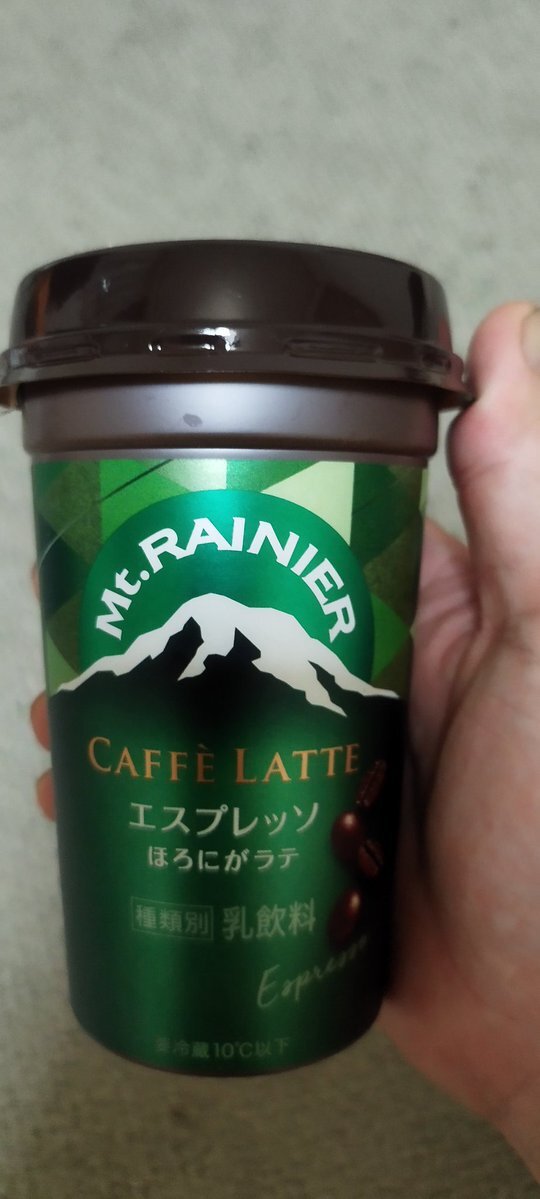 Mt. RAINIER
CAFFÈ LATTE
エスプレッソ
ほろにがラテ
種類別 乳飲料
Espresso
要冷蔵10℃以下